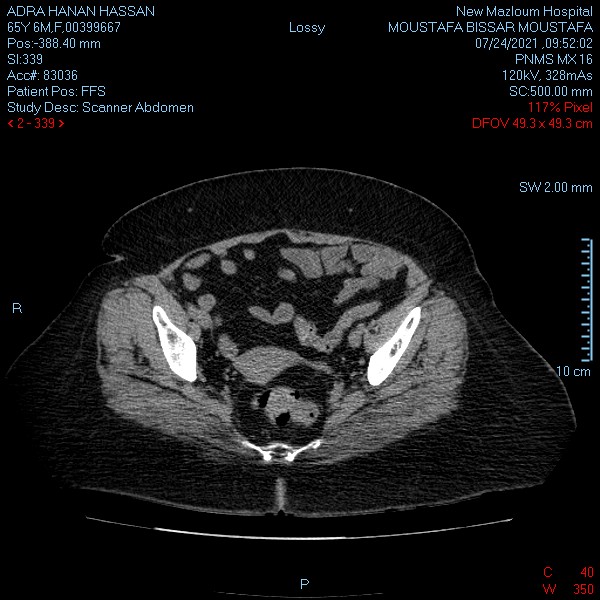 ADRA HANAN HASSAN
65Y 6M,F,00399667
Pos:-388.40 mm
SI:339
Acc#: 83036
Patient Pos: FFS
Study Desc: Scanner Abdomen
< 2 - 339 >
Lossy
New Mazloum Hospital
MOUSTAFA BISSAR MOUSTAFA
07/24/2021 ,09:52:02
PNMS MX 16
120kV, 328mAs
SC:500.00 mm
117% Pixel
DFOV 49.3 x 49.3 cm
SW 2.00 mm
R
10 cm
P
C 40
W 350